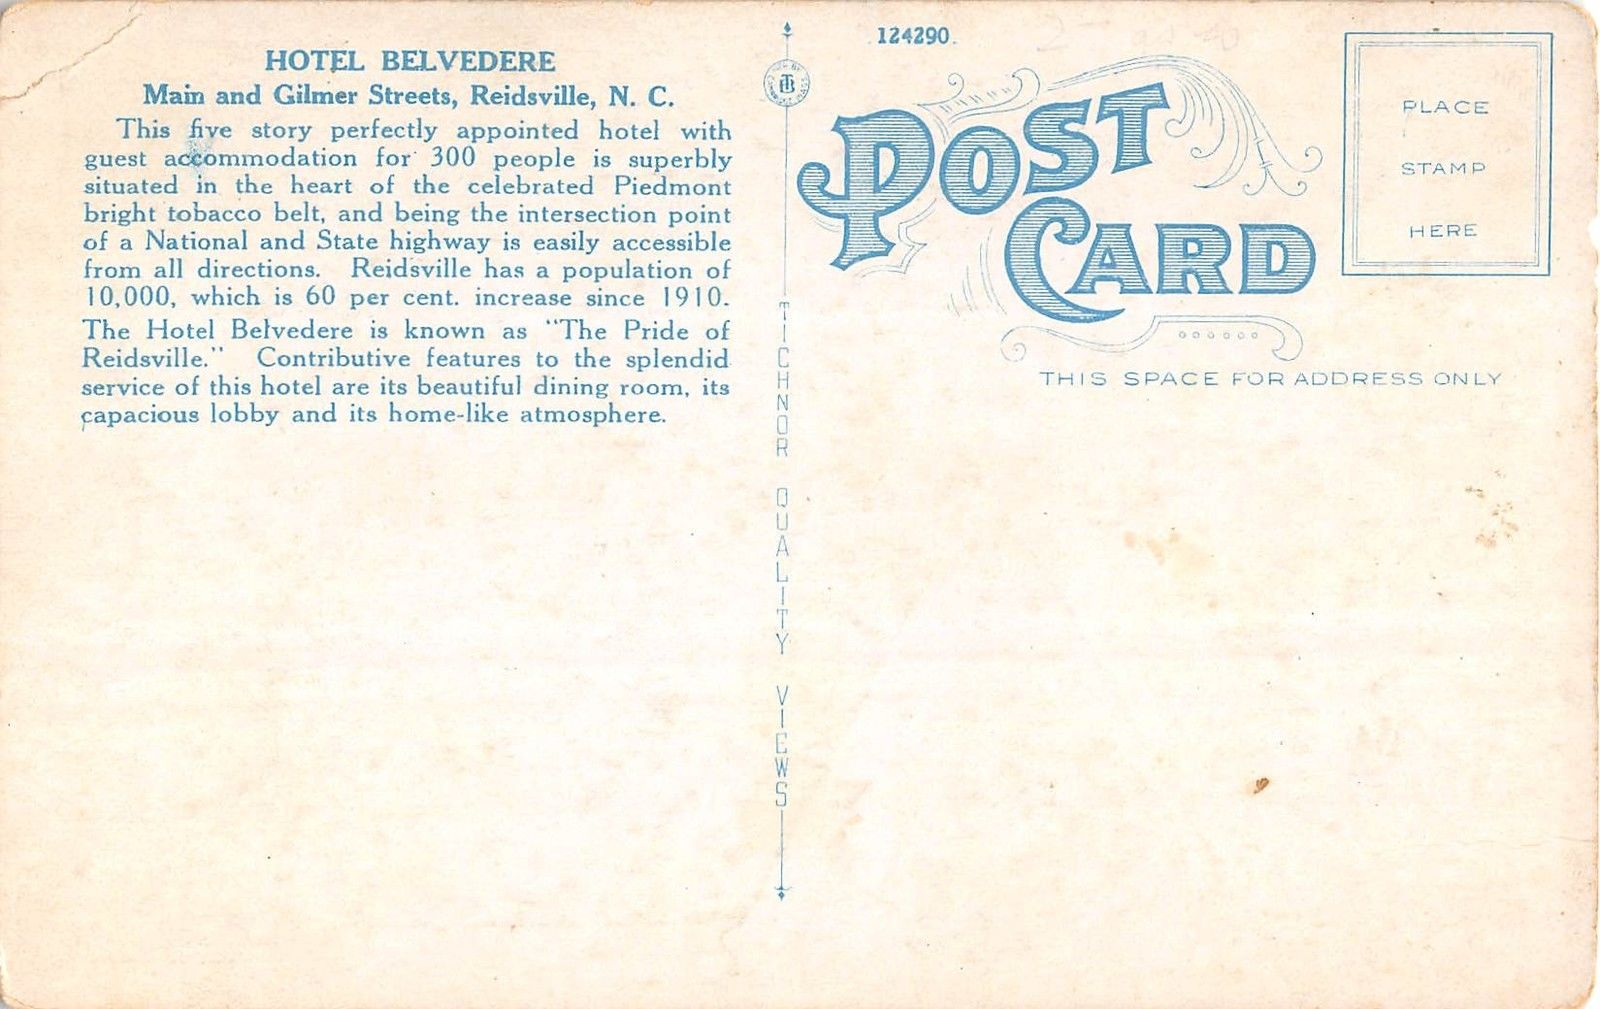 HOTEL BELVEDERE
Main and Gilmer Streets, Reidsville, N. C.
This five story perfectly appointed hotel with
guest accommodation for 300 people is superbly
situated in the heart of the celebrated Piedmont
bright tobacco belt, and being the intersection point
of a National and State highway is easily accessible
from all directions. Reidsville has a population of
10,000, which is 60 per cent. increase since 1910.
The Hotel Belvedere is known as "The Pride of
Reidsville." Contributive features to the splendid
service of this hotel are its beautiful dining room, its
capacious lobby and its home-like atmosphere.
TICHNOR QUALITY VIEWS
124290.
POST
CARD
PLACE
STAMP
HERE
THIS SPACE FOR ADDRESS ONLY